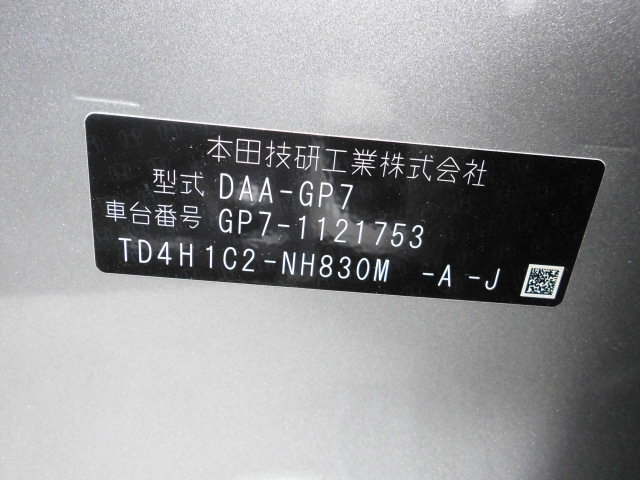 本田技研工業株式会社
型式 DAA-GP7
車台番号 GP7-1121753
TD4H1C2-NH830M -A -J